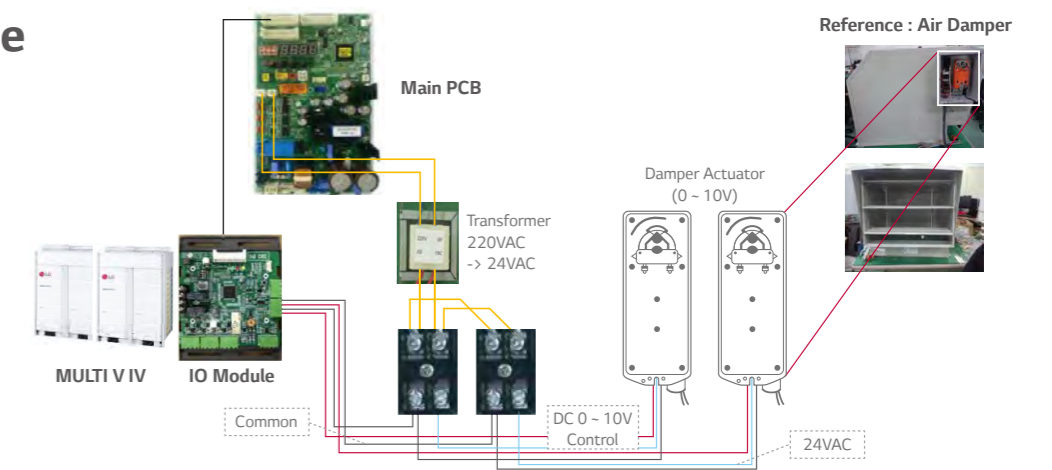 e
Reference : Air Damper
Main PCB
Damper Actuator
(0 ~ 10V)
Transformer
220VAC
-> 24VAC
LG
MULTI V IV
IO Module
Common
DC 0 ~ 10V
Control
24VAC